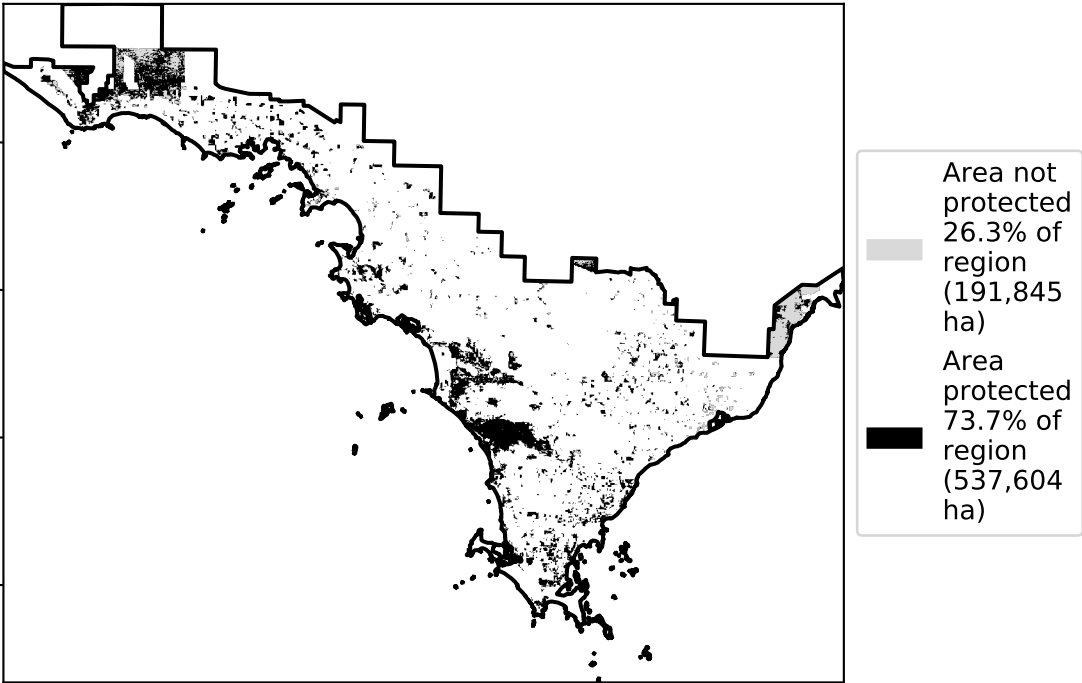 Area not
protected
26.3% of
region
(191,845
ha)
Area
protected
73.7% of
region
(537,604
ha)